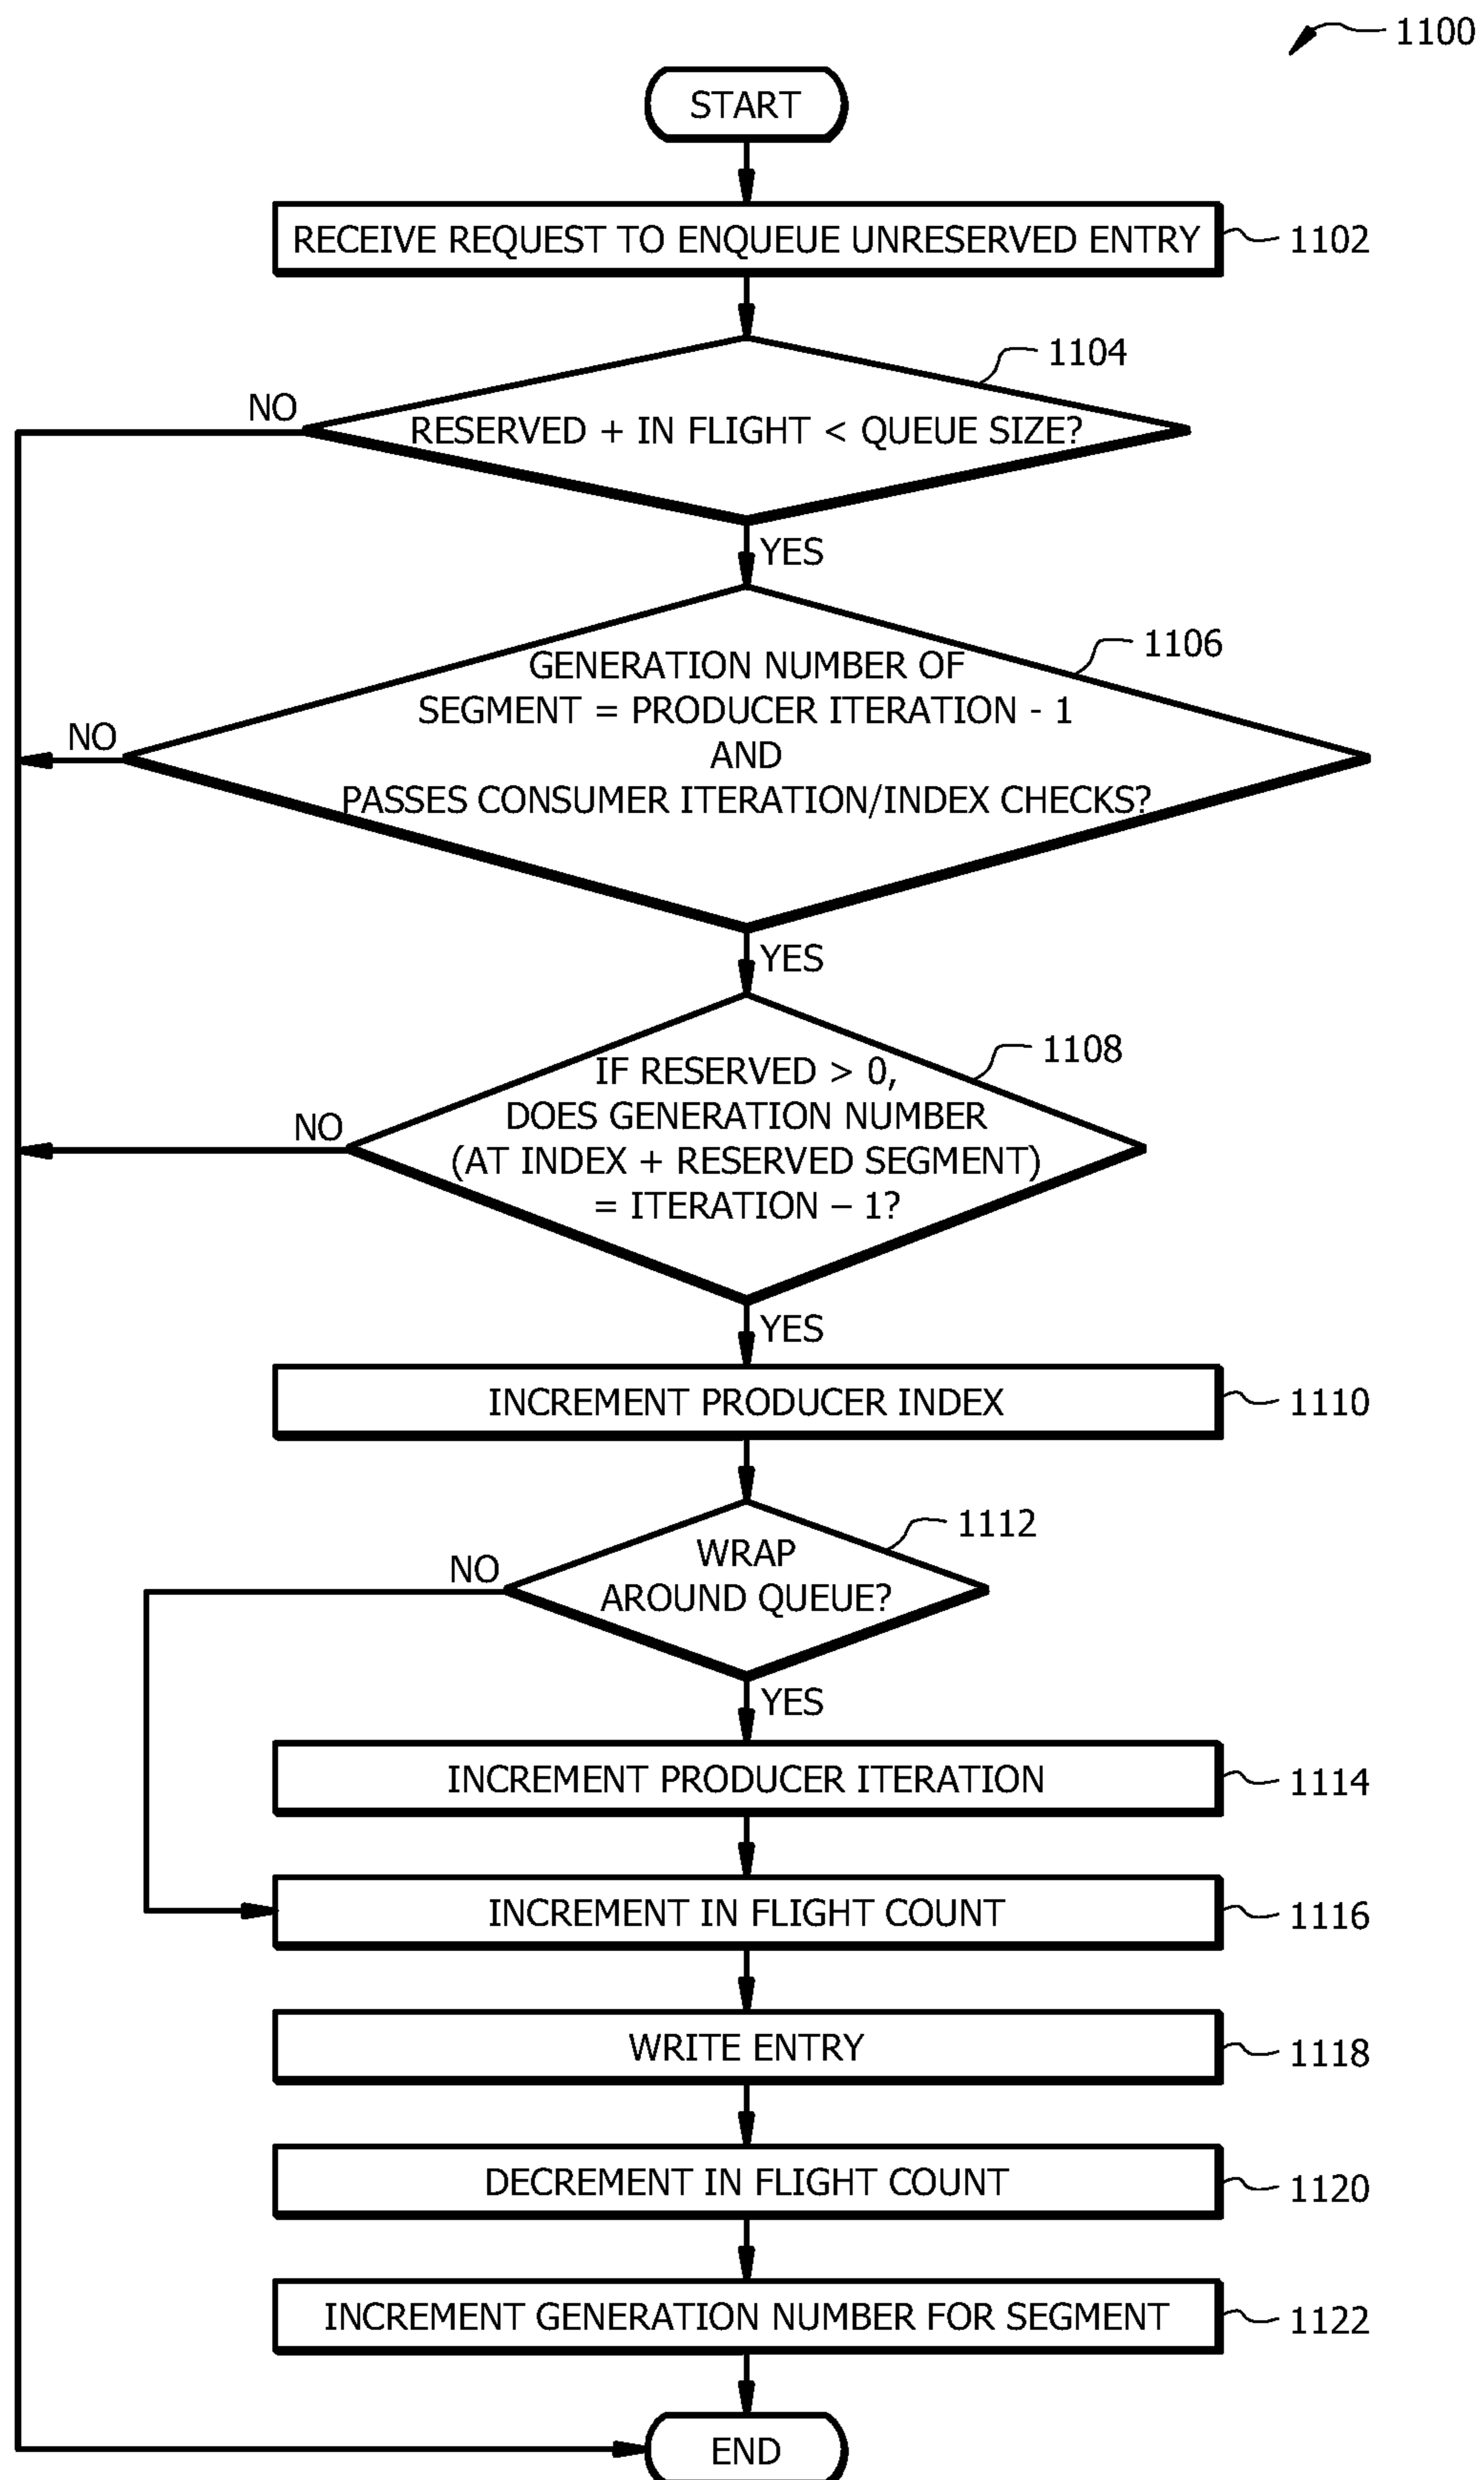 1100
START
RECEIVE REQUEST TO ENQUEUE UNRESERVED ENTRY
1102
1104
NO
RESERVED + IN FLIGHT < QUEUE SIZE?
YES
1106
GENERATION NUMBER OF
SEGMENT = PRODUCER ITERATION - 1
NO
AND
PASSES CONSUMER ITERATION/INDEX CHECKS?
YES
1108
IF RESERVED > 0,
DOES GENERATION NUMBER
NO
(AT INDEX + RESERVED SEGMENT)
= ITERATION – 1?
YES
INCREMENT PRODUCER INDEX
1110
1112
WRAP
NO
AROUND QUEUE?
YES
INCREMENT PRODUCER ITERATION
1114
INCREMENT IN FLIGHT COUNT
1116
WRITE ENTRY
1118
DECREMENT IN FLIGHT COUNT
1120
INCREMENT GENERATION NUMBER FOR SEGMENT
1122
END